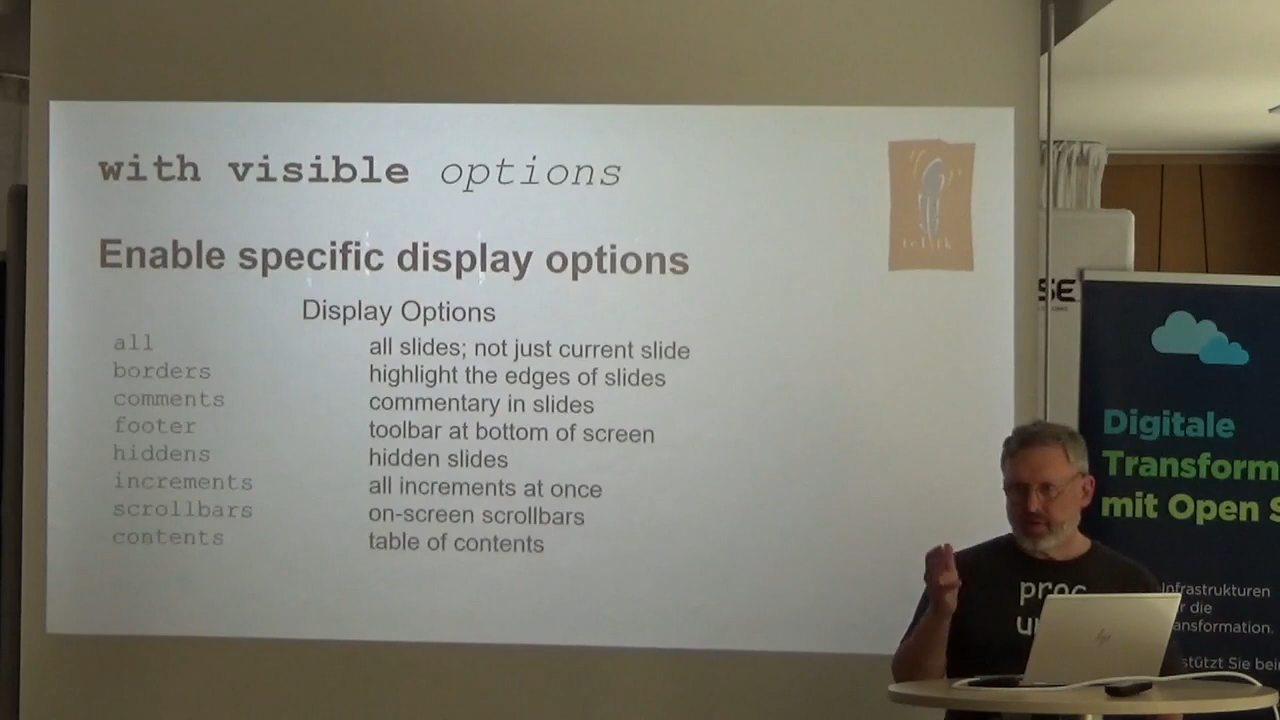 with visible options
Enable specific display options
Display Options
all all slides; not just current slide
borders highlight the edges of slides
comments commentary in slides
footer toolbar at bottom of screen
hiddens hidden slides
increments all increments at once
scrollbars on-screen scrollbars
contents table of contents
SE
Digitale
Transform
mit Open S
proc
Infrastrukturen
die
ansformation.
stützt Sie bei
hp